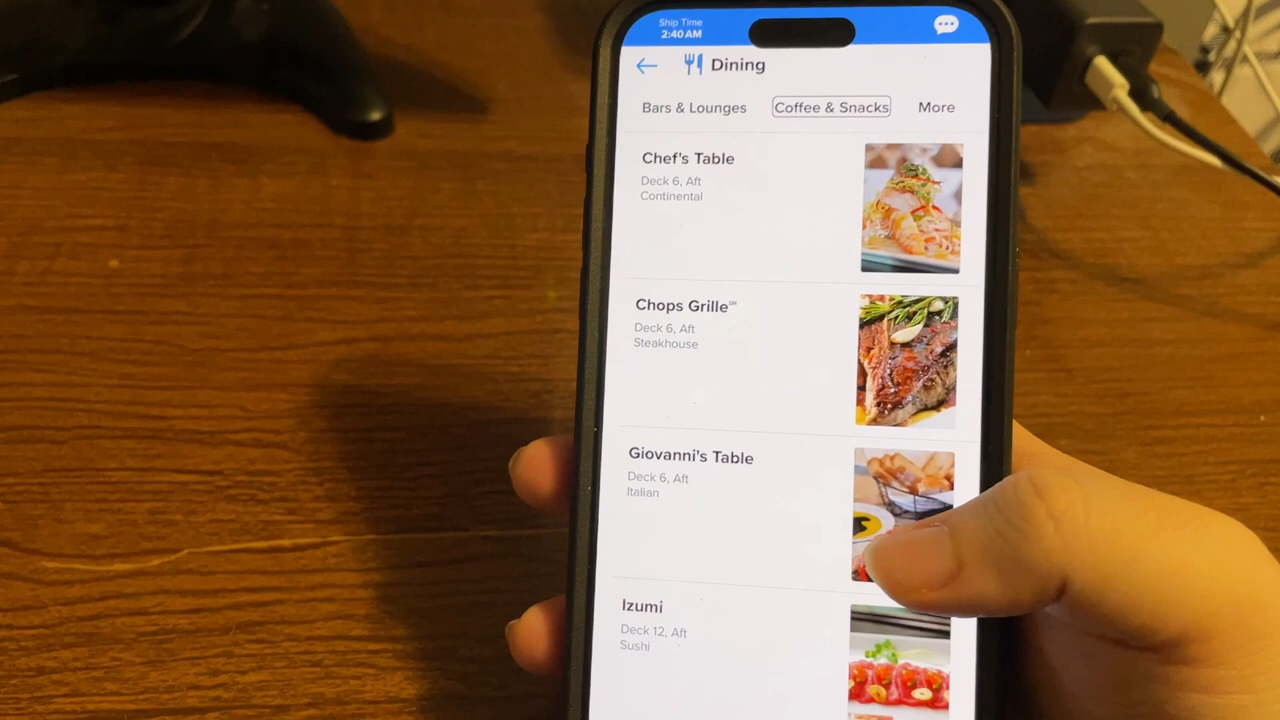 Ship Time
2:40 AM
Dining
Bars & Lounges Coffee & Snacks More
Chef's Table
Deck 6, Aft
Continental
Chops Grille℠
Deck 6, Aft
Steakhouse
Giovanni's Table
Deck 6, Aft
Italian
Izumi
Deck 12, Aft
Sushi